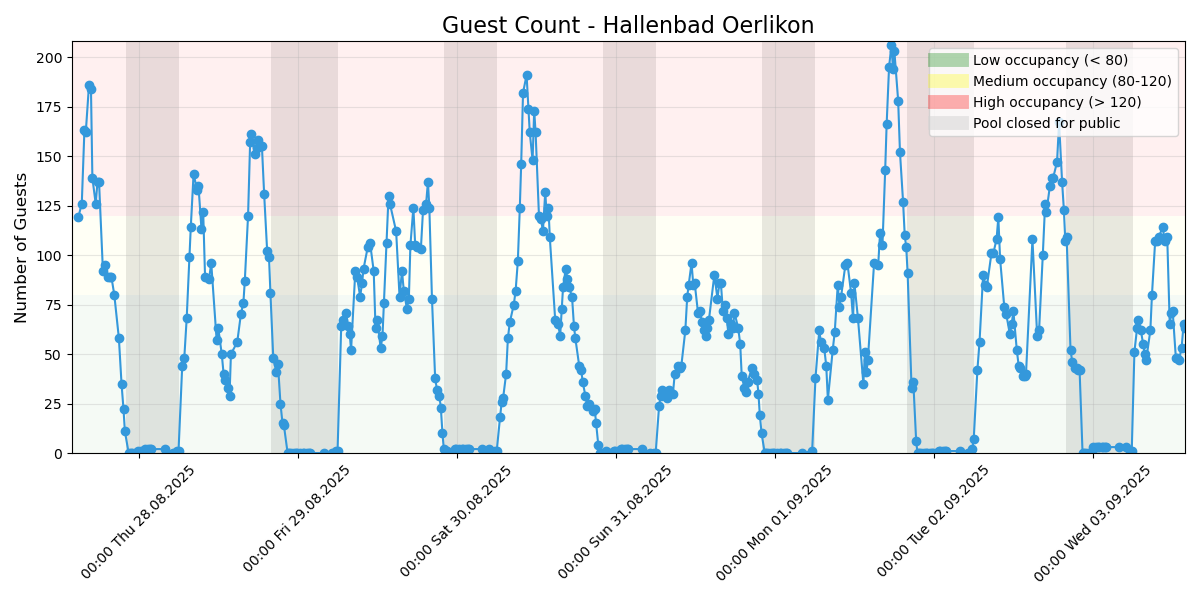 Guest Count - Hallenbad Oerlikon
Number of Guests
200
175
150
125
100
75
50
25
0
Low occupancy (< 80)
Medium occupancy (80-120)
High occupancy (> 120)
Pool closed for public
00:00 Thu 28.08.2025
00:00 Fri 29.08.2025
00:00 Sat 30.08.2025
00:00 Sun 31.08.2025
00:00 Mon 01.09.2025
00:00 Tue 02.09.2025
00:00 Wed 03.09.2025